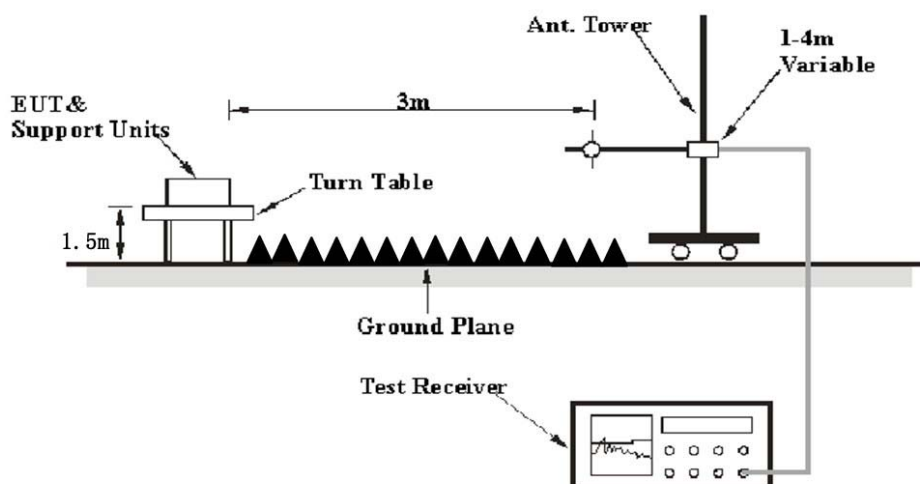 Ant. Tower
1-4m
Variable
3m
EUT&
Support Units
Turn Table
1.5m
Ground Plane
Test Receiver